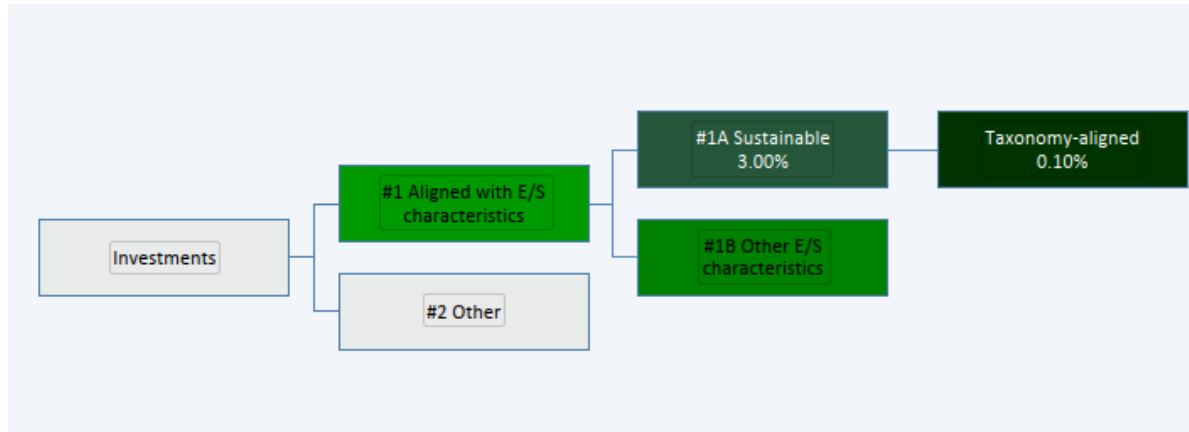 Investments
#1 Aligned with E/S
characteristics
#2 Other
#1A Sustainable
3.00%
#1B Other E/S
characteristics
Taxonomy-aligned
0.10%